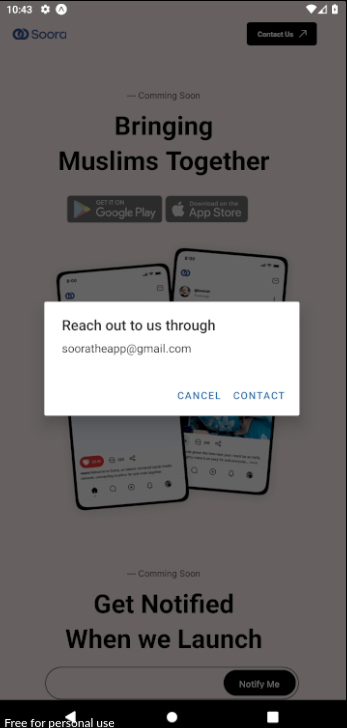 10:43
Soora
Contact Us
— Comming Soon
Bringing
Muslims Together
GET IT ON
Google Play
Download on the
App Store
Reach out to us through
sooratheapp@gmail.com
CANCEL CONTACT
— Comming Soon
Get Notified
When we Launch
Notify Me
Free for personal use